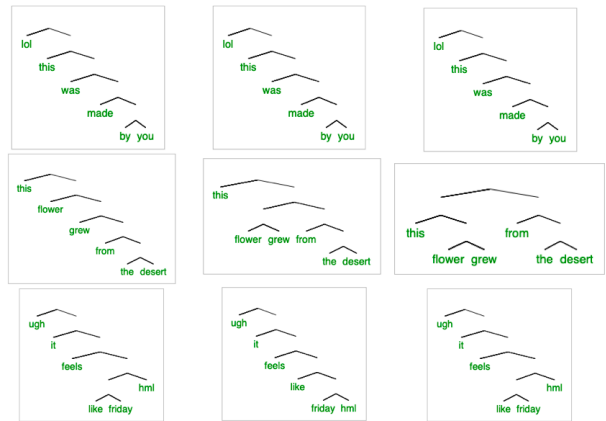 lol
this
was
made
by you
lol
this
was
made
by you
lol
this
was
made
by you
this
flower
grew
from
the desert
this
flower grew from
the desert
this from
flower grew the desert
ugh
it
feels
hml
like friday
ugh
it
feels
like
friday hml
ugh
it
feels
hml
like friday